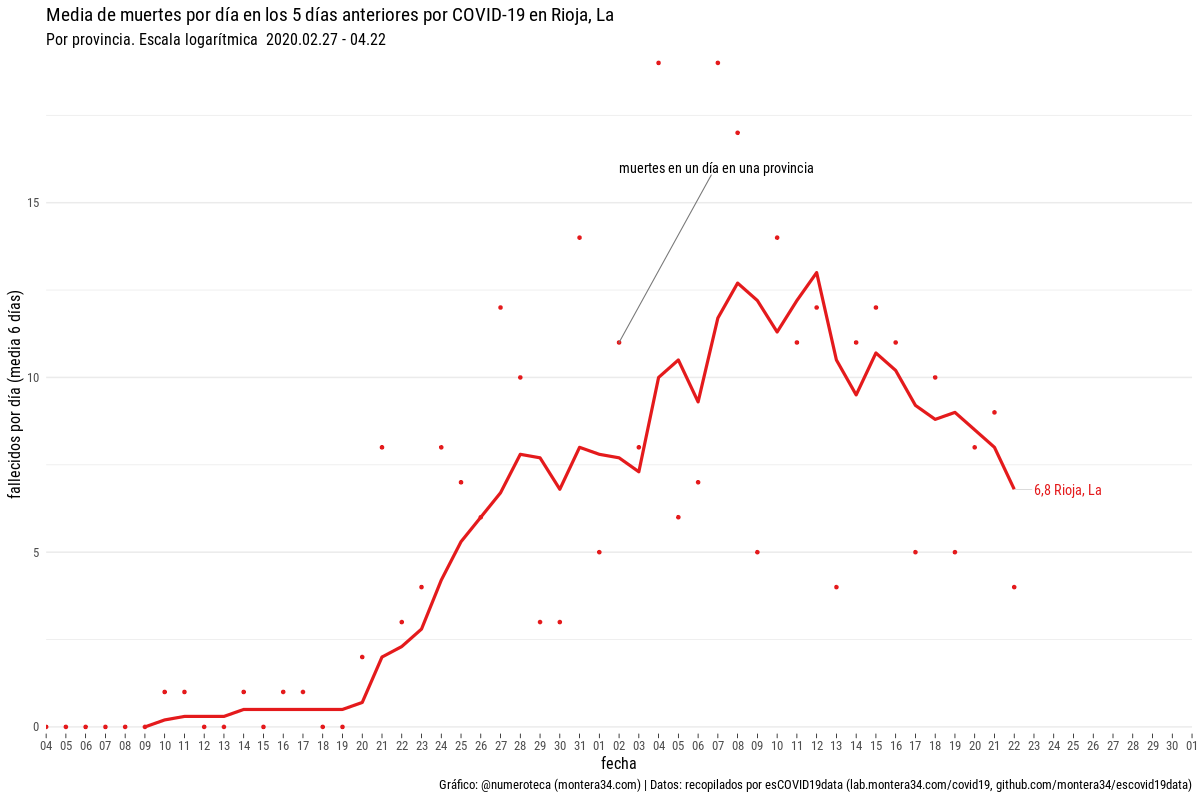 Media de muertes por día en los 5 días anteriores por COVID-19 en Rioja, La
Por provincia. Escala logarítmica  2020.02.27 - 04.22
muertes en un día en una provincia
15
10
5
0
fallecidos por día (media 6 días)
6,8 Rioja, La
04 05 06 07 08 09 10 11 12 13 14 15 16 17 18 19 20 21 22 23 24 25 26 27 28 29 30 31 01 02 03 04 05 06 07 08 09 10 11 12 13 14 15 16 17 18 19 20 21 22 23 24 25 26 27 28 29 30 01
fecha
Gráfico: @numeroteca (montera34.com) | Datos: recopilados por esCOVID19data (lab.montera34.com/covid19, github.com/montera34/escovid19data)